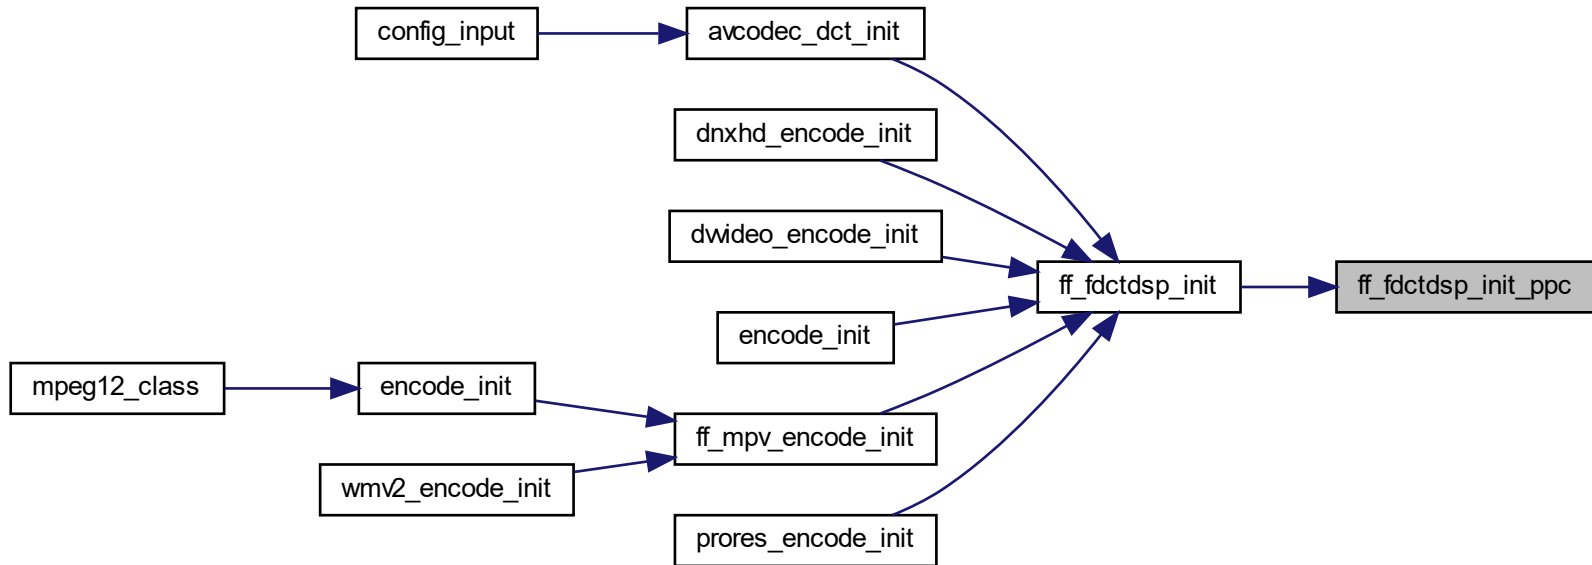 config_input
avcodec_dct_init
dnxhd_encode_init
dvvideo_encode_init
ff_fdctdsp_init
ff_fdctdsp_init_ppc
encode_init
mpeg12_class
encode_init
ff_mpv_encode_init
wmv2_encode_init
prores_encode_init